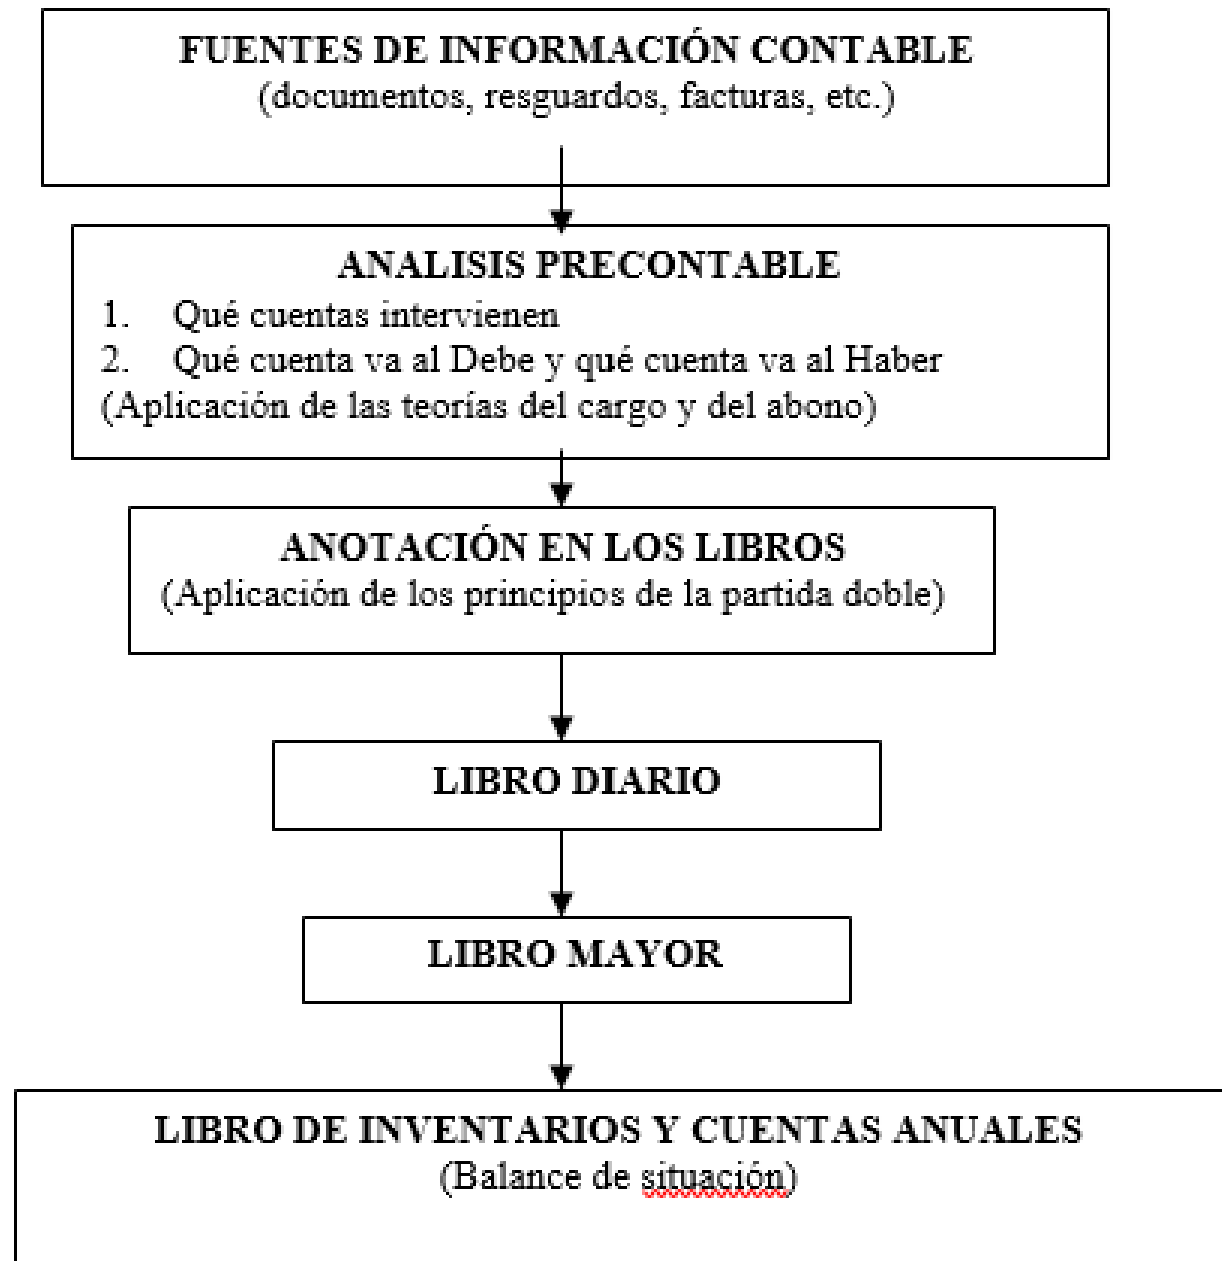 FUENTES DE INFORMACIÓN CONTABLE
(documentos, resguardos, facturas, etc.)
ANALISIS PRECONTABLE
1. Qué cuentas intervienen
2. Qué cuenta va al Debe y qué cuenta va al Haber
(Aplicación de las teorías del cargo y del abono)
ANOTACIÓN EN LOS LIBROS
(Aplicación de los principios de la partida doble)
LIBRO DIARIO
LIBRO MAYOR
LIBRO DE INVENTARIOS Y CUENTAS ANUALES
(Balance de situación)